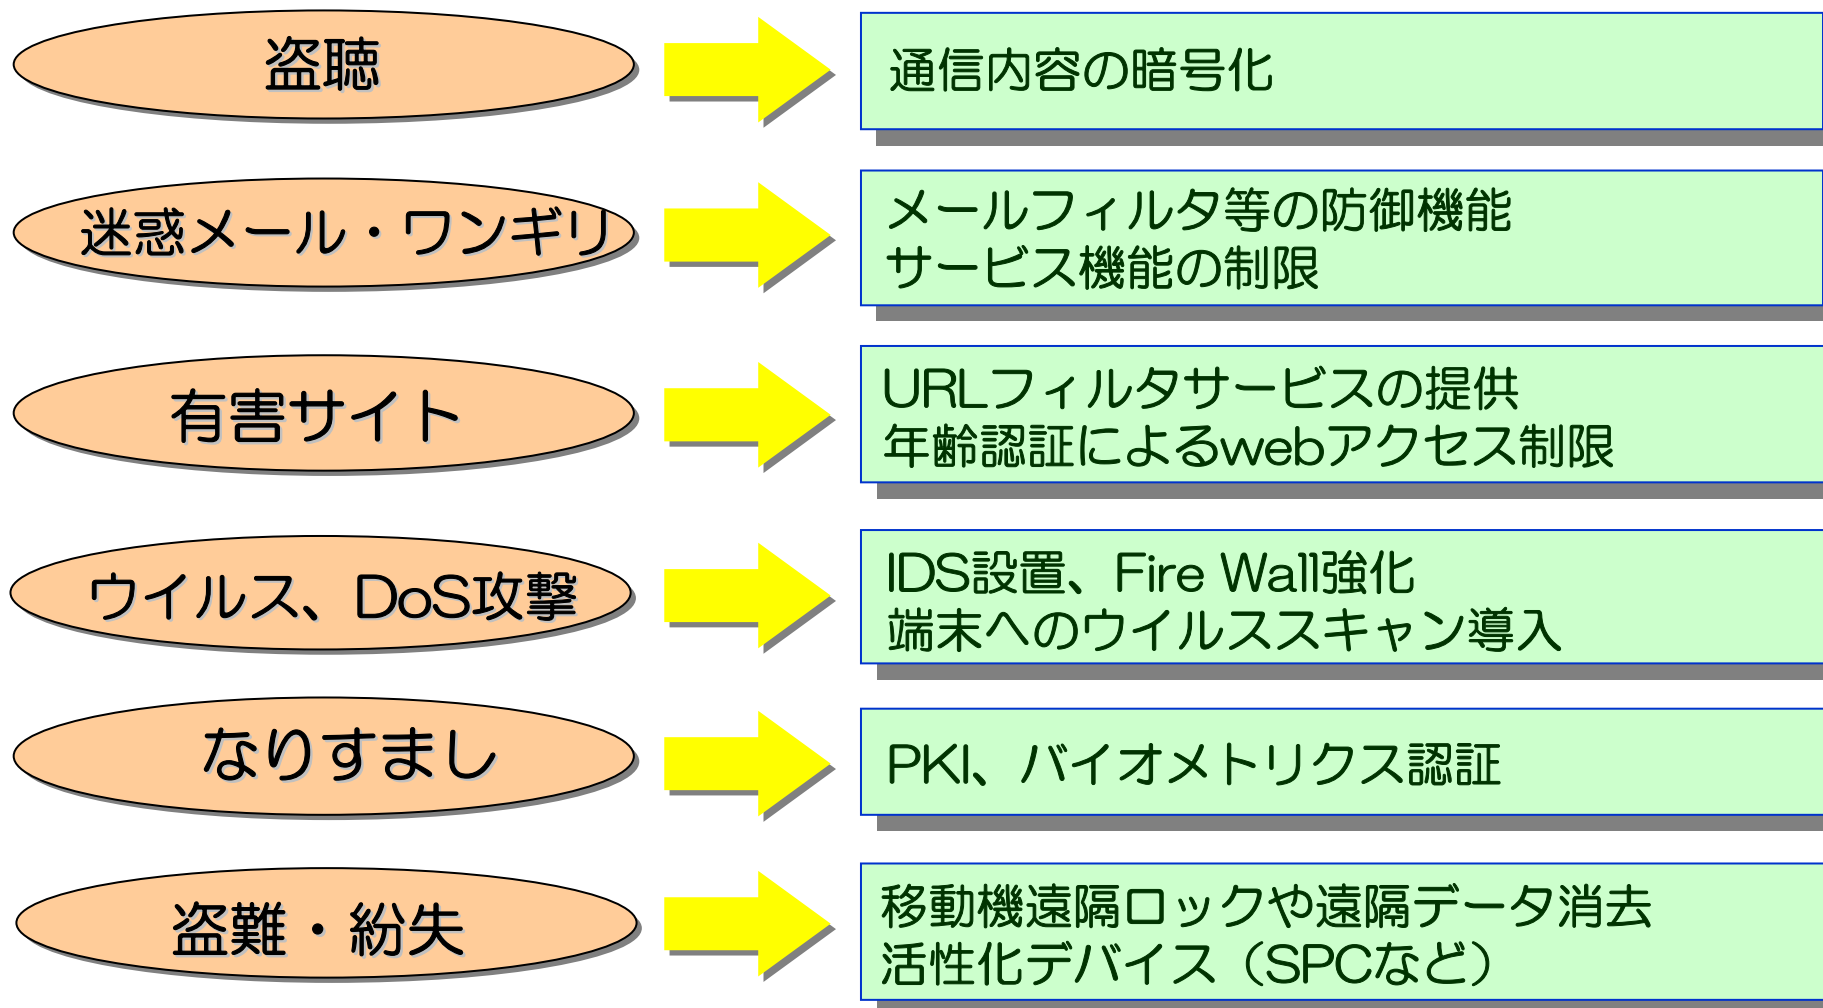 盗聴
通信内容の暗号化
迷惑メール・ワンギリ
メールフィルタ等の防御機能
サービス機能の制限
有害サイト
URLフィルタサービスの提供
年齢認証によるwebアクセス制限
ウイルス、DoS攻撃
IDS設置、Fire Wall強化
端末へのウイルススキャン導入
なりすまし
PKI、バイオメトリクス認証
盗難・紛失
移動機遠隔ロックや遠隔データ消去
活性化デバイス（SPCなど）